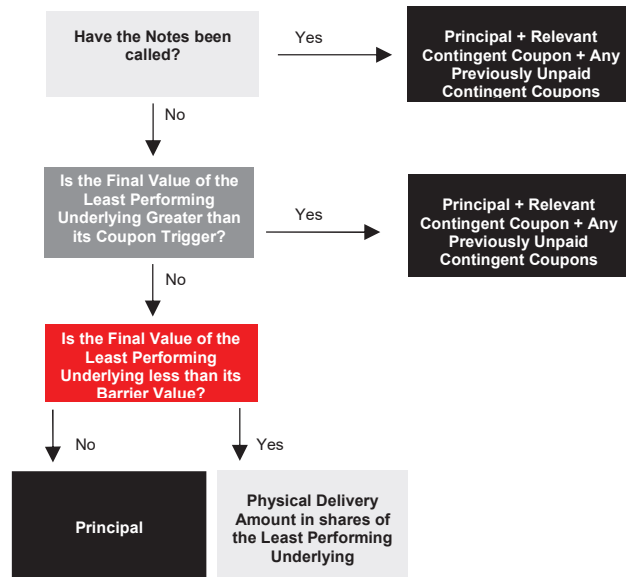 Have the Notes been
called?
Yes
Principal + Relevant
Contingent Coupon + Any
Previously Unpaid
Contingent Coupons
No
Is the Final Value of the
Least Performing
Underlying Greater than
its Coupon Trigger?
Yes
Principal + Relevant
Contingent Coupon + Any
Previously Unpaid
Contingent Coupons
No
Is the Final Value of the
Least Performing
Underlying less than its
Barrier Value?
No
Yes
Principal
Physical Delivery
Amount in shares of
the Least Performing
Underlying